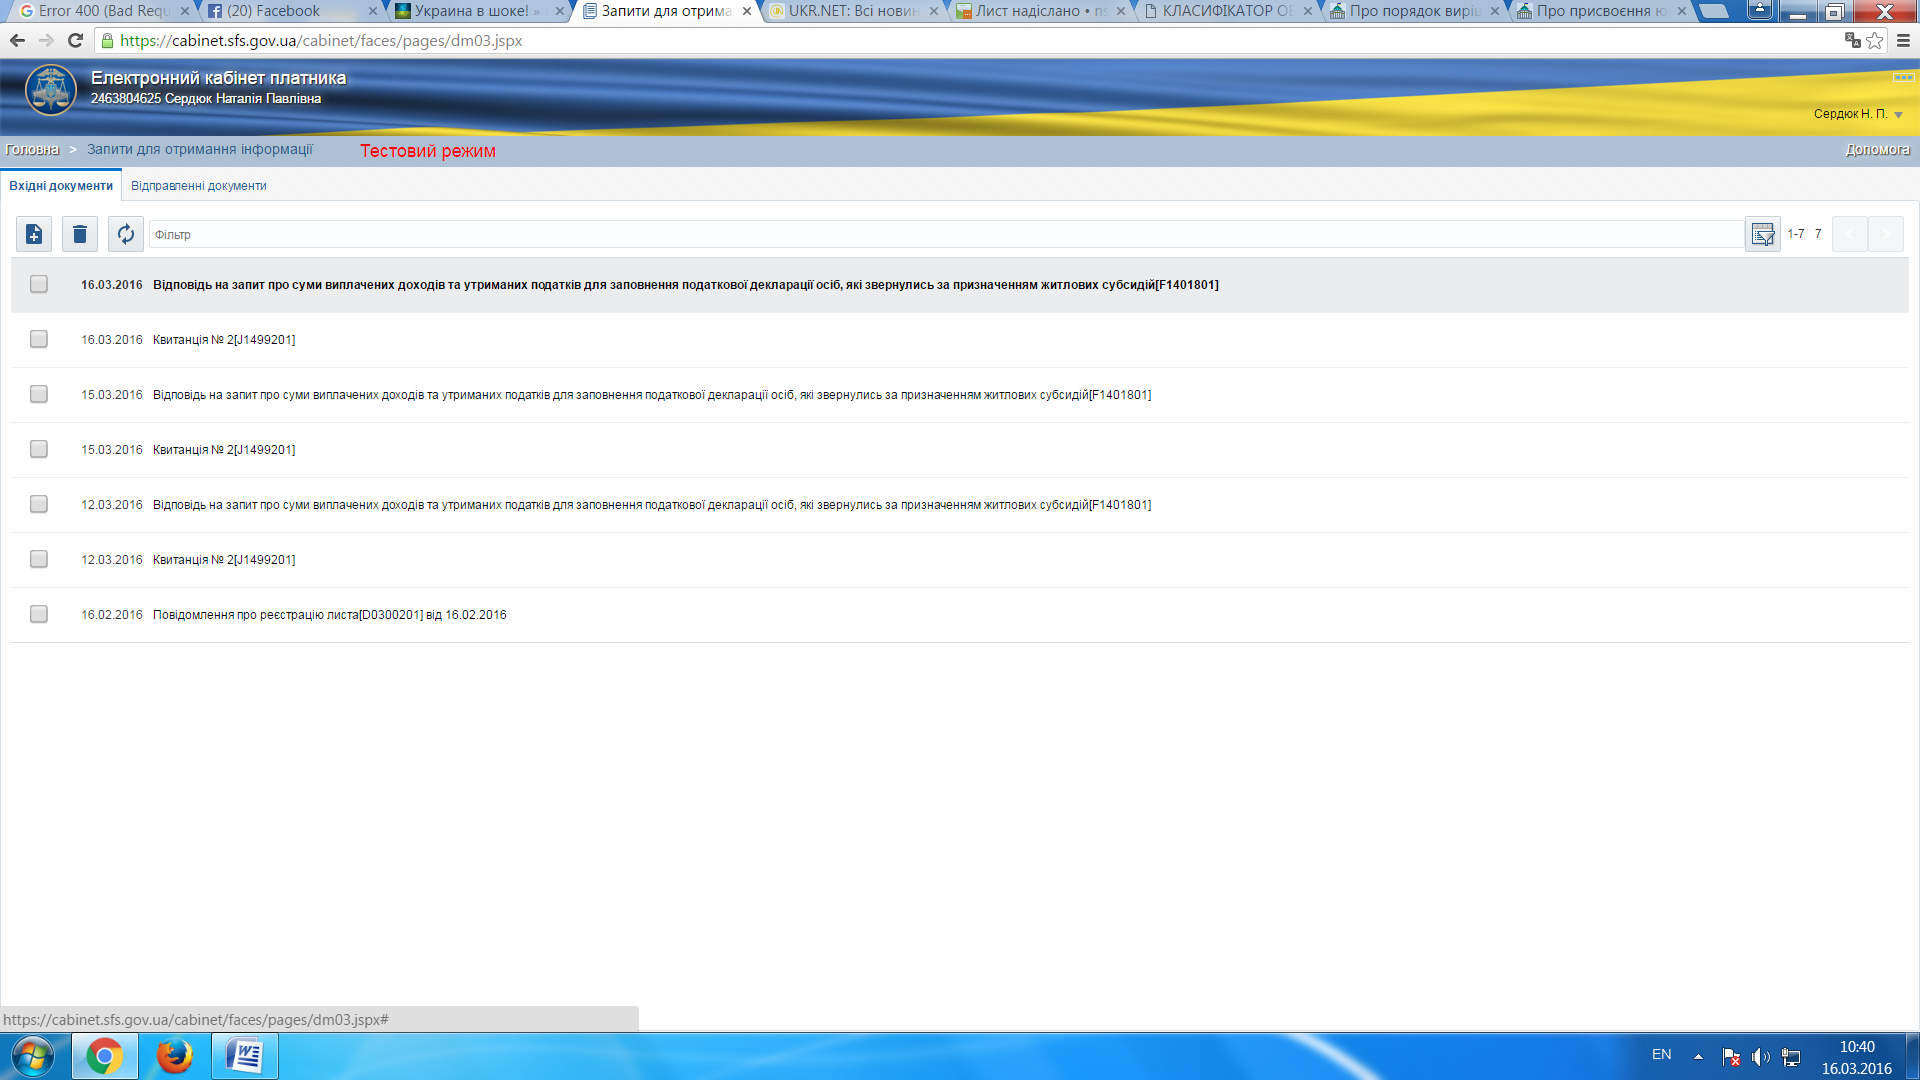 Error 400 (Bad Requ
(20) Facebook
Украина в шоке! »
Запити для отрима
UKR.NET: Всі новин
Лист надіслано • n
КЛАСИФІКАТОР ОБ
Про порядок виріш
Про присвоєння ю
https://cabinet.sfs.gov.ua/cabinet/faces/pages/dm03.jspx
Електронний кабінет платника
2463804625 Сердюк Наталія Павлівна
Сердюк Н. П.
Головна > Запити для отримання інформації
Тестовий режим
Допомога
Вхідні документи
Відправленні документи
Фільтр
1-7 7
16.03.2016 Відповідь на запит про суми виплачених доходів та утриманих податків для заповнення податкової декларації осіб, які звернулись за призначенням житлових субсидій[F1401801]
16.03.2016 Квитанція № 2[J1499201]
15.03.2016 Відповідь на запит про суми виплачених доходів та утриманих податків для заповнення податкової декларації осіб, які звернулись за призначенням житлових субсидій[F1401801]
15.03.2016 Квитанція № 2[J1499201]
12.03.2016 Відповідь на запит про суми виплачених доходів та утриманих податків для заповнення податкової декларації осіб, які звернулись за призначенням житлових субсидій[F1401801]
12.03.2016 Квитанція № 2[J1499201]
16.02.2016 Повідомлення про реєстрацію листа[D0300201] від 16.02.2016
https://cabinet.sfs.gov.ua/cabinet/faces/pages/dm03.jspx#
EN
10:40
16.03.2016